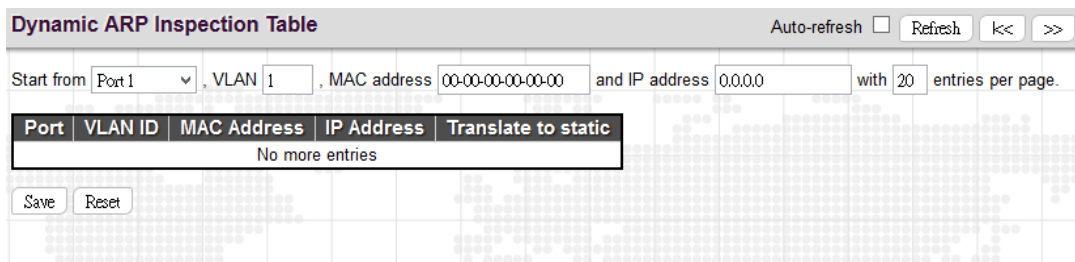 Dynamic ARP Inspection Table Auto-refresh Refresh |<< >>
Start from Port 1 , VLAN 1 , MAC address 00-00-00-00-00-00 and IP address 0.0.0.0 with 20 entries per page.
Port VLAN ID MAC Address IP Address Translate to static
No more entries
Save Reset